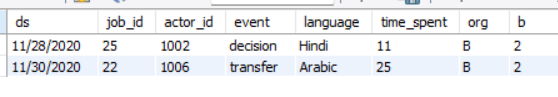 ds job_id actor_id event language time_spent org b
11/28/2020 25 1002 decision Hindi 11 B 2
11/30/2020 22 1006 transfer Arabic 25 B 2